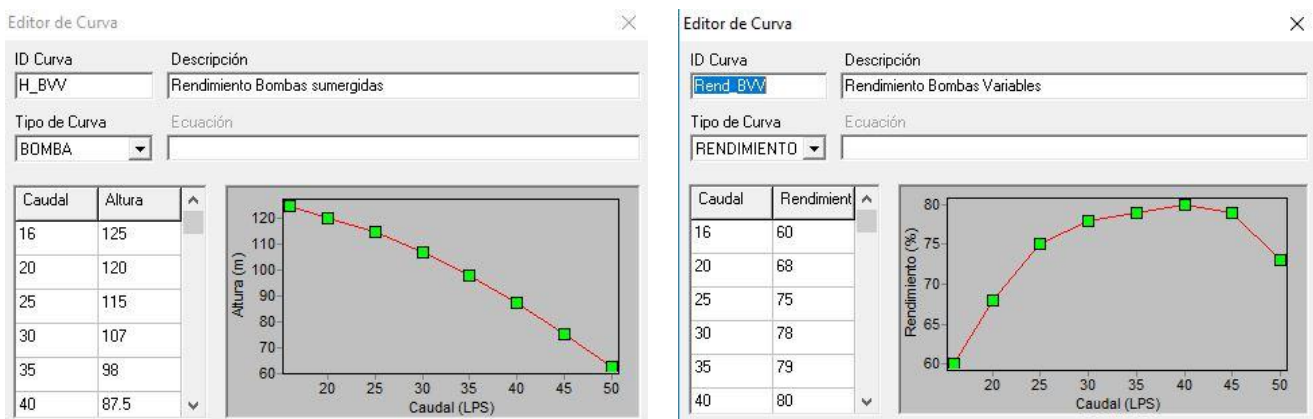 Editor de Curva
ID Curva Descripción
H_BVV Rendimiento Bombas sumergidas
Tipo de Curva Ecuación
BOMBA
Caudal Altura
16 125
20 120
25 115
30 107
35 98
40 87.5
Altura (m)
120
110
100
90
80
70
60
20 25 30 35 40 45 50
Caudal (LPS)
Editor de Curva
ID Curva Descripción
Rend_BVV Rendimiento Bombas Variables
Tipo de Curva Ecuación
RENDIMIENTO
Caudal Rendimient
16 60
20 68
25 75
30 78
35 79
40 80
Rendimiento (%)
80
75
70
65
60
20 25 30 35 40 45 50
Caudal (LPS)